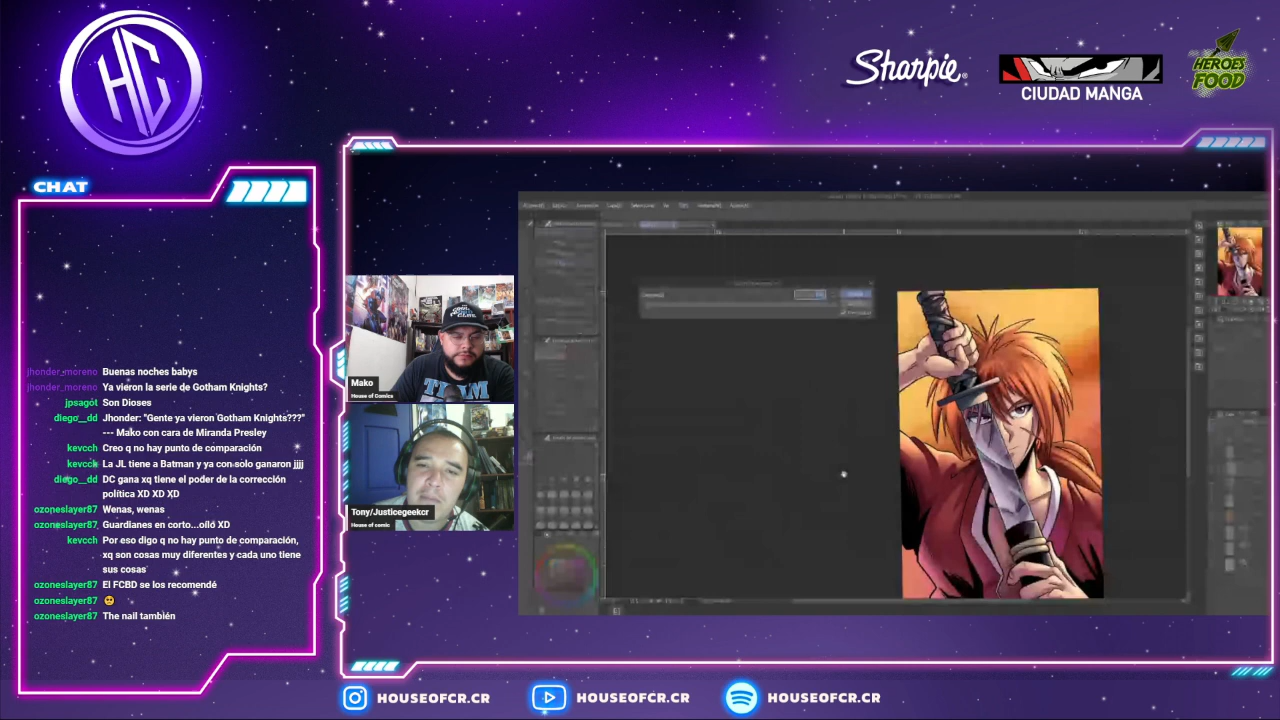 HC
Sharpie®
CIUDAD MANGA
HEROES
FOOD
CHAT
jhonder_moreno Buenas noches babys
jhonder_moreno Ya vieron la serie de Gotham Knights?
jpsagot Son Dioses
diego__dd Jhonder: "Gente ya vieron Gotham Knights???"
--- Mako con cara de Miranda Presley
kevcch Creo q no hay punto de comparación
kevcch La JL tiene a Batman y ya con solo ganaron jjjj
diego__dd DC gana xq tiene el poder de la corrección
política XD XD XD
ozoneslayer87 Wenas, wenas
ozoneslayer87 Guardianes en corto...oílo XD
kevcch Por eso digo q no hay punto de comparación,
xq son cosas muy diferentes y cada uno tiene
sus cosas
ozoneslayer87 El FCBD se los recomendé
ozoneslayer87
ozoneslayer87 The nail también
Mako
House of Comics
Tony/Justicegeekcr
House of comic
HOUSEOFCR.CR
HOUSEOFCR.CR
HOUSEOFCR.CR